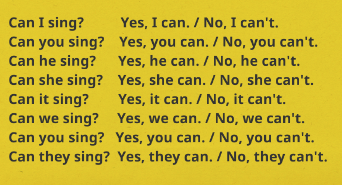 Can I sing? Yes, I can. / No, I can't.
Can you sing? Yes, you can. / No, you can't.
Can he sing? Yes, he can. / No, he can't.
Can she sing? Yes, she can. / No, she can't.
Can it sing? Yes, it can. / No, it can't.
Can we sing? Yes, we can. / No, we can't.
Can you sing? Yes, you can. / No, you can't.
Can they sing? Yes, they can. / No, they can't.